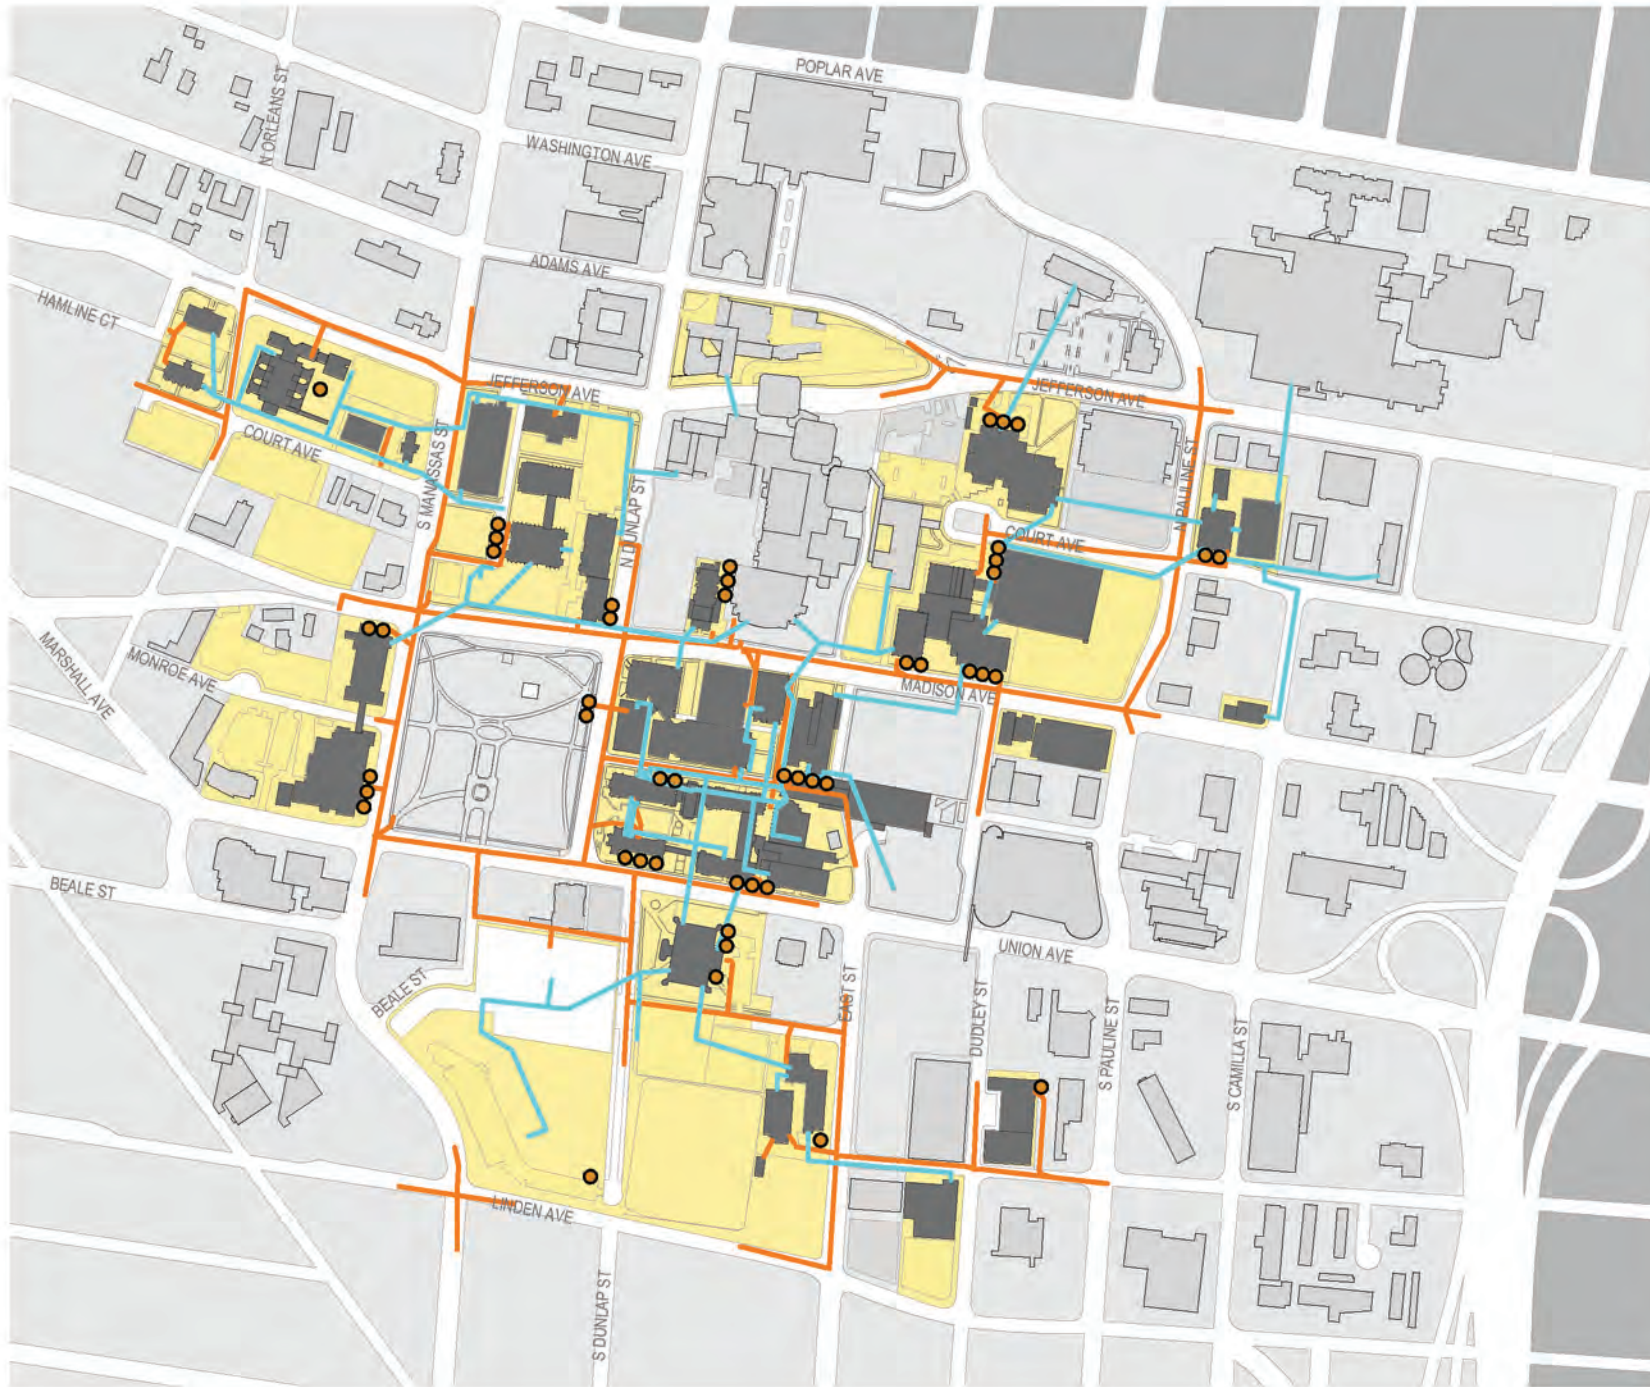 POPLAR AVE
N ORLEANS ST
WASHINGTON AVE
ADAMS AVE
HAMLINE CT
JEFFERSON AVE
JEFFERSON AVE
COURT AVE
S MANASSAS ST
N DUNLAP ST
N PAULINE ST
COURT AVE
MARSHALL AVE
MONROE AVE
MADISON AVE
BEALE ST
UNION AVE
BEALE ST
EAST ST
DUDLEY ST
S PAULINE ST
S CAMILLA ST
LINDEN AVE
S DUNLAP ST